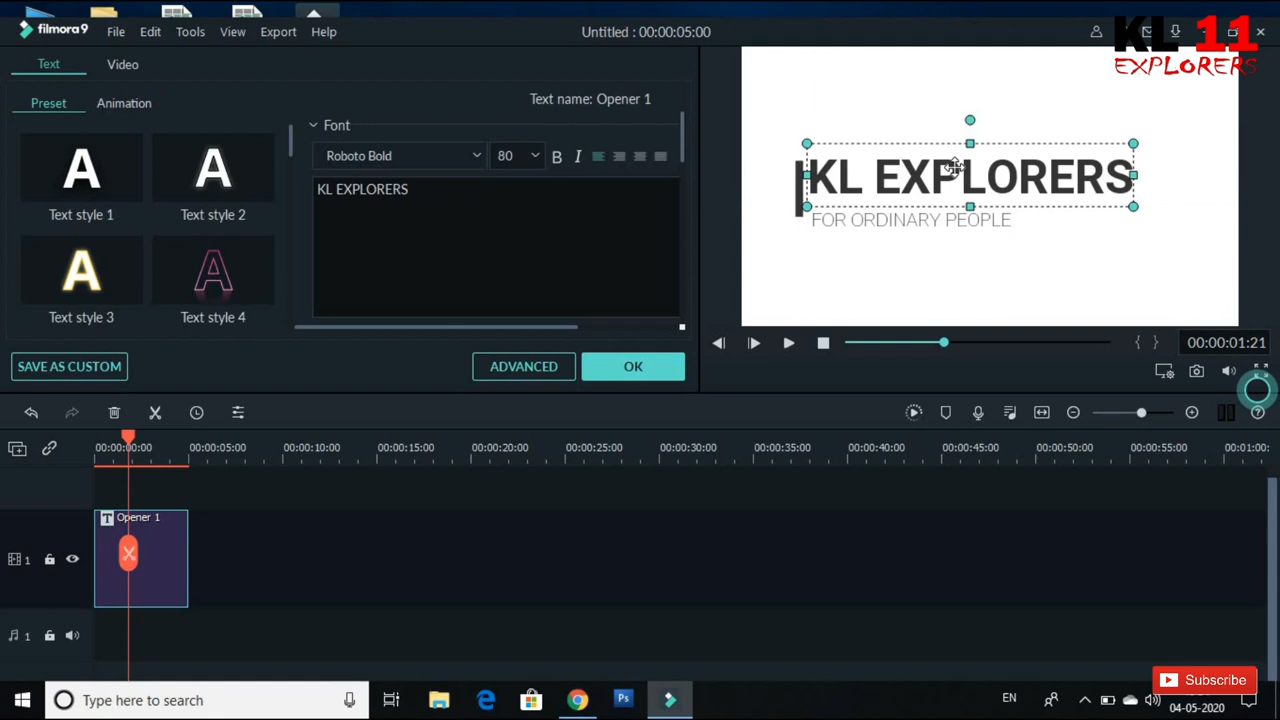 filmora9 File Edit Tools View Export Help Untitled : 00:00:05:00
KL 11
EXPLORERS
Text Video
Preset Animation Text name: Opener 1
Font
Roboto Bold 80 B I
KL EXPLORERS
A A
Text style 1 Text style 2
A A
Text style 3 Text style 4
SAVE AS CUSTOM ADVANCED OK
KL EXPLORERS
FOR ORDINARY PEOPLE
{ } 00:00:01:21
00:00:00:00 00:00:05:00 00:00:10:00 00:00:15:00 00:00:20:00 00:00:25:00 00:00:30:00 00:00:35:00 00:00:40:00 00:00:45:00 00:00:50:00 00:00:55:00 00:01:00:
T Opener 1
1
1
Subscribe
Type here to search Ps EN
04-05-2020